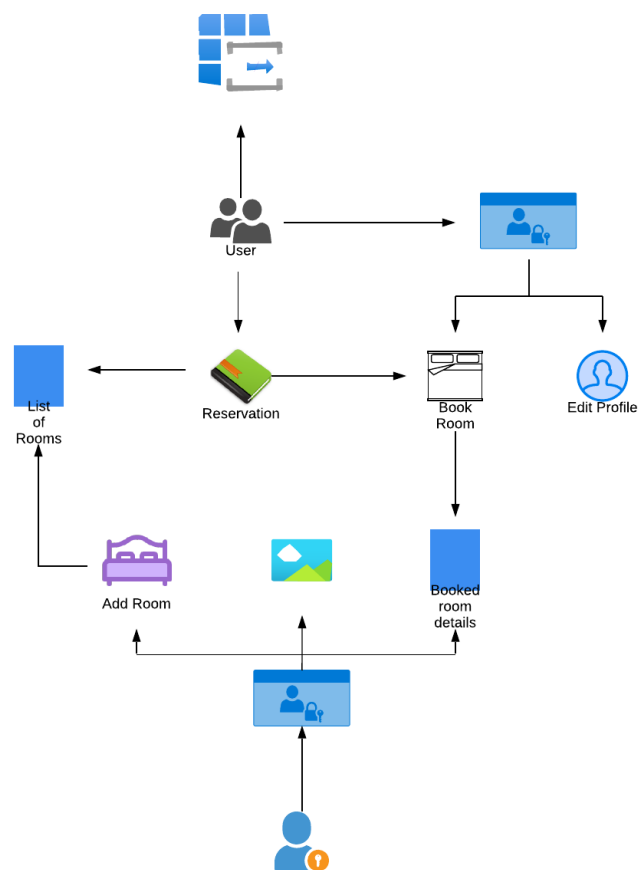 User
List
of
Rooms
Reservation
Book
Room
Edit Profile
Add Room
Booked
room
details